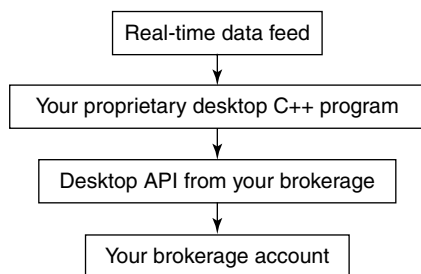 Real-time data feed
Your proprietary desktop C++ program
Desktop API from your brokerage
Your brokerage account